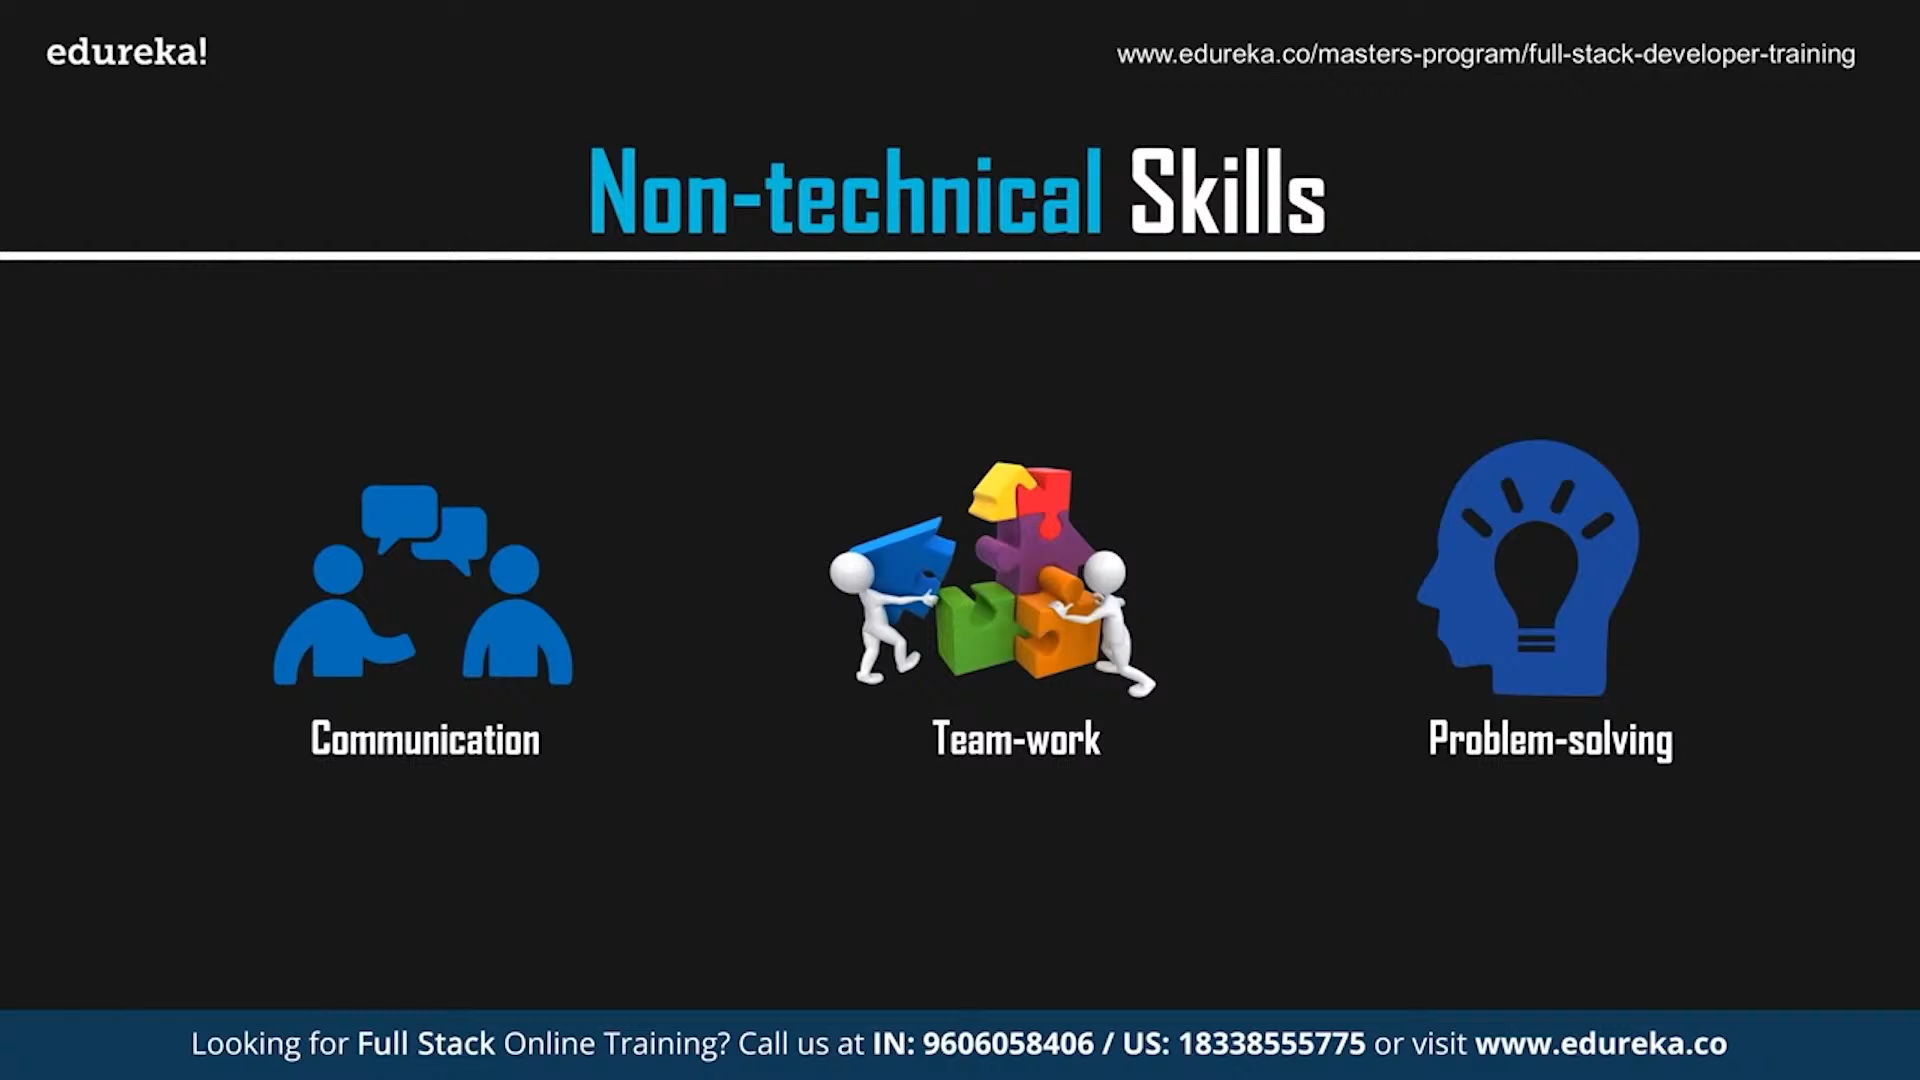 edureka!
www.edureka.co/masters-program/full-stack-developer-training
Non-technical Skills
Communication
Team-work
Problem-solving
Looking for Full Stack Online Training? Call us at IN: 9606058406 / US: 18338555775 or visit www.edureka.co